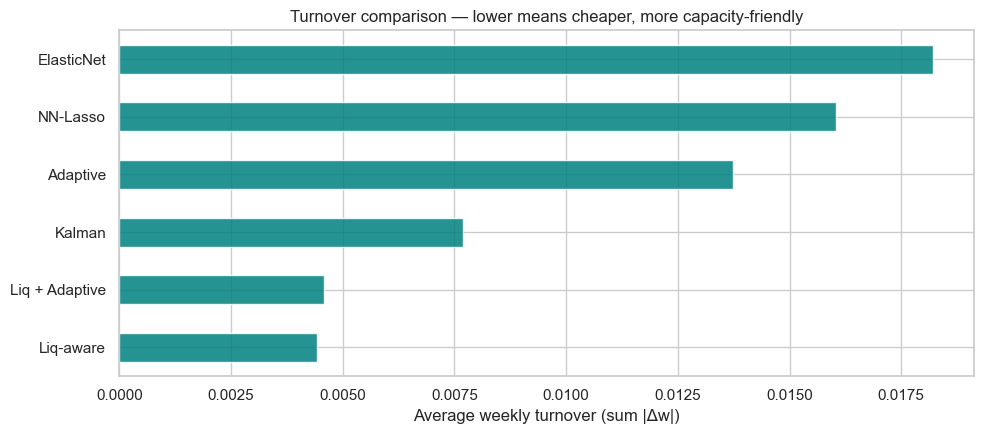 Turnover comparison — lower means cheaper, more capacity-friendly
ElasticNet
NN-Lasso
Adaptive
Kalman
Liq + Adaptive
Liq-aware
0.0000 0.0025 0.0050 0.0075 0.0100 0.0125 0.0150 0.0175
Average weekly turnover (sum |Δw|)